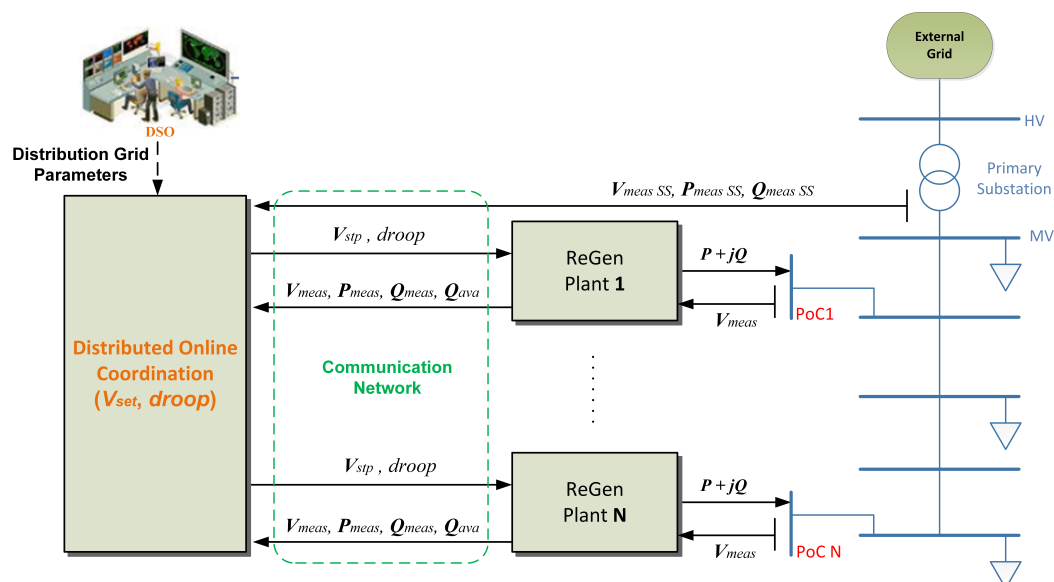 External
Grid
HV
DSO
Distribution Grid
Parameters
Primary
Substation
Vmeas SS, Pmeas SS, Qmeas SS
MV
Vstp , droop
ReGen
Plant 1
P + jQ
Vmeas, Pmeas, Qmeas, Qava
Vmeas
PoC1
Distributed Online
Coordination
(Vset, droop)
Communication
Network
Vstp , droop
ReGen
Plant N
P + jQ
Vmeas, Pmeas, Qmeas, Qava
Vmeas
PoC N